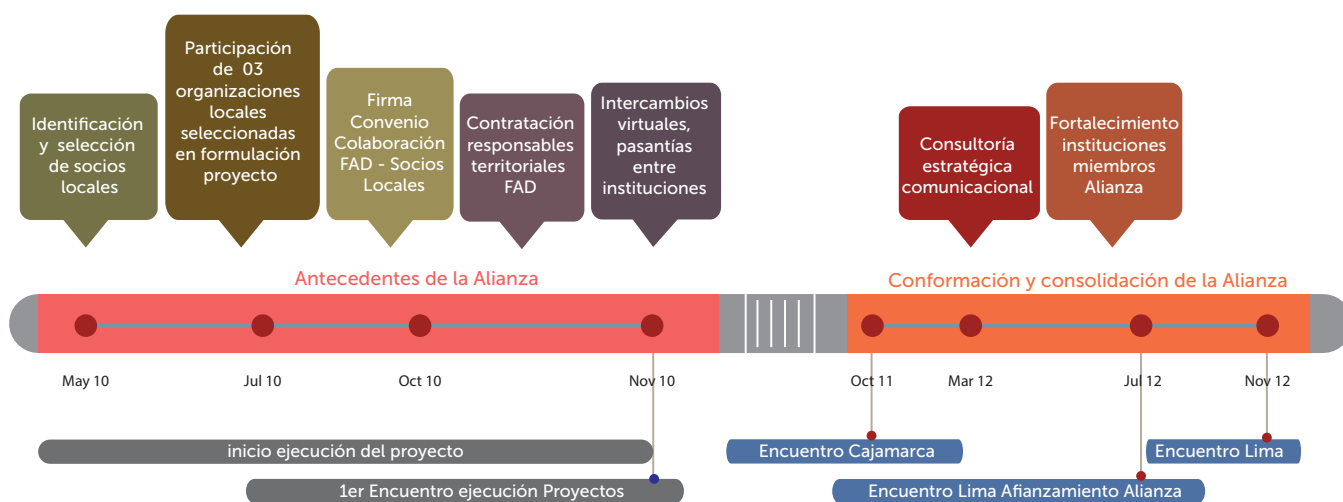 Identificación
y selección
de socios
locales
Participación
de 03
organizaciones
locales
seleccionadas
en formulación
proyecto
Firma
Convenio
Colaboración
FAD - Socios
Locales
Contratación
responsables
territoriales
FAD
Intercambios
virtuales,
pasantías
entre
instituciones
Consultoría
estratégica
comunicacional
Fortalecimiento
instituciones
miembros
Alianza
Antecedentes de la Alianza
Conformación y consolidación de la Alianza
May 10
Jul 10
Oct 10
Nov 10
Oct 11
Mar 12
Jul 12
Nov 12
inicio ejecución del proyecto
Encuentro Cajamarca
Encuentro Lima
1er Encuentro ejecución Proyectos
Encuentro Lima Afianzamiento Alianza